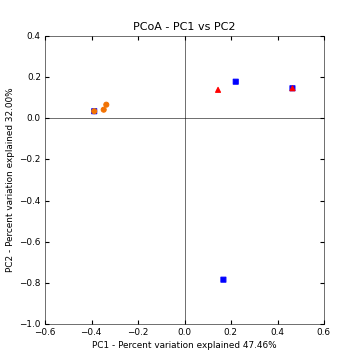 PCoA - PC1 vs PC2
PC2 - Percent variation explained 32.00%
0.4
0.2
0.0
−0.2
−0.4
−0.6
−0.8
−1.0
−0.6 −0.4 −0.2 0.0 0.2 0.4 0.6
PC1 - Percent variation explained 47.46%